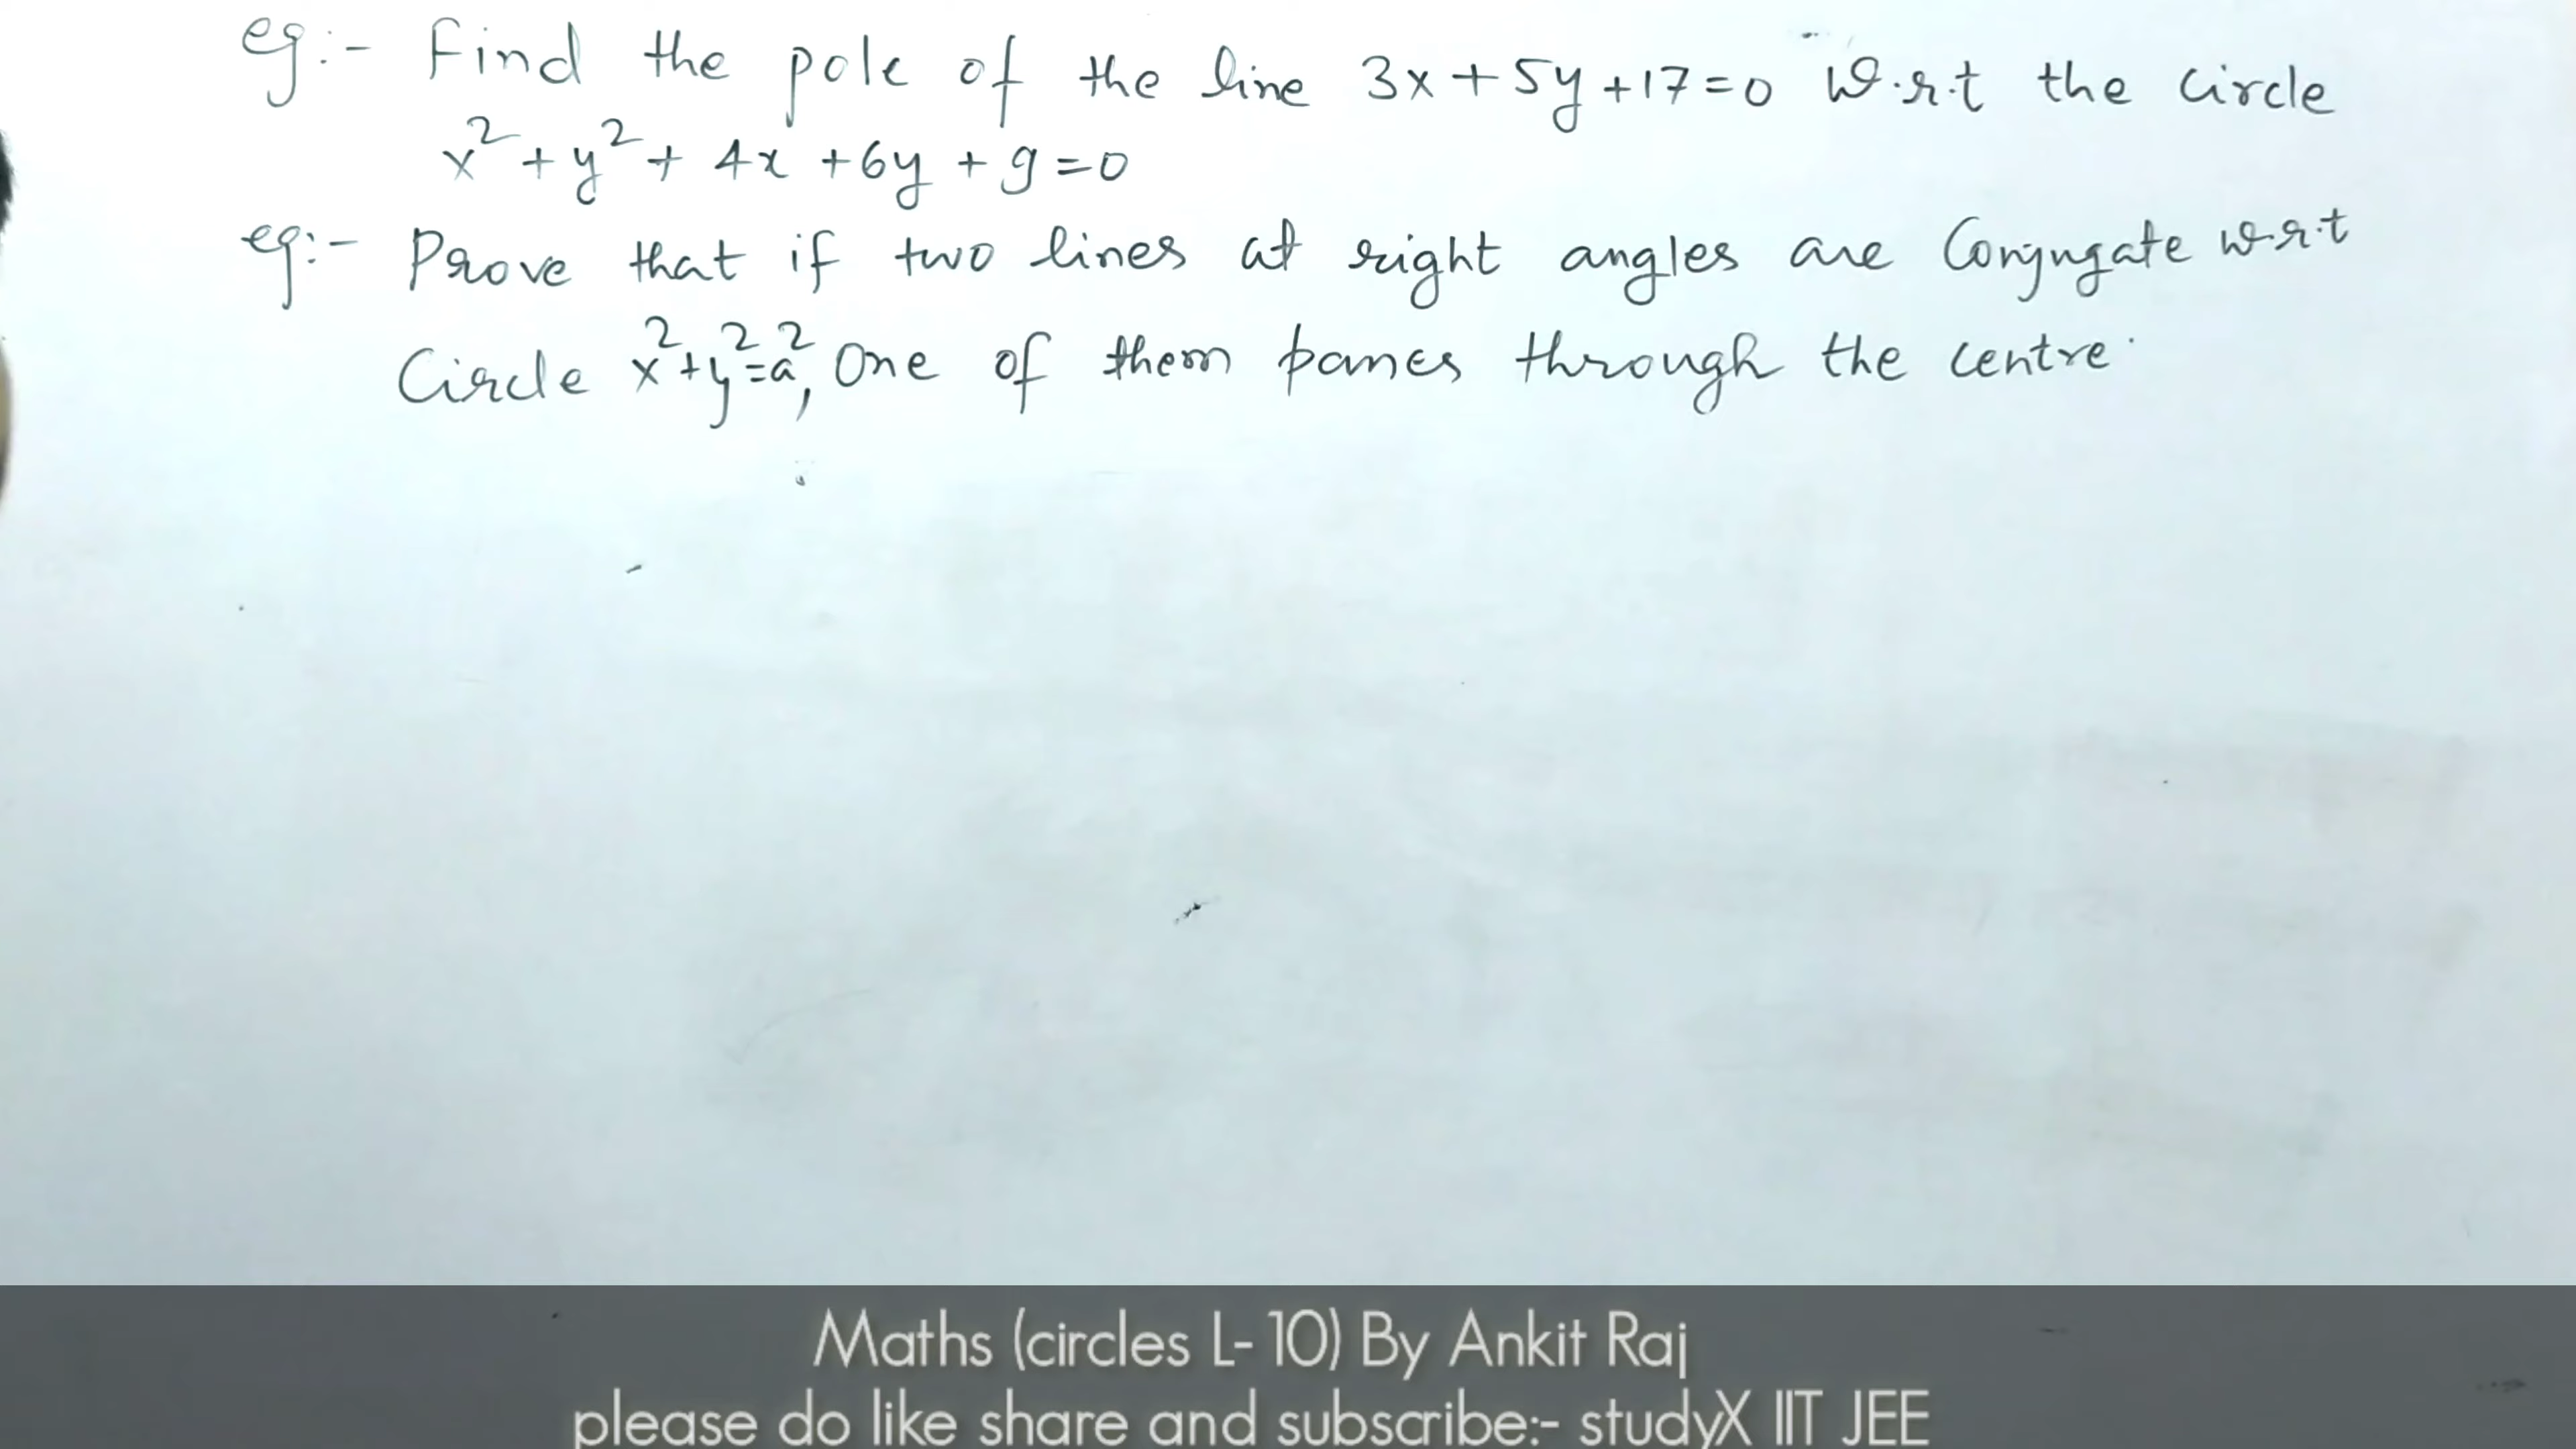 eg:- Find the pole of the line 3x+5y+17=0 w.r.t the circle
x²+y²+ 4x +6y + 9=0
eg:- Prove that if two lines at right angles are Conjugate w.r.t
Circle x²+y²=a², One of them passes through the centre.
Maths (circles L- 10) By Ankit Raj
please do like share and subscribe:- studyX IIT JEE